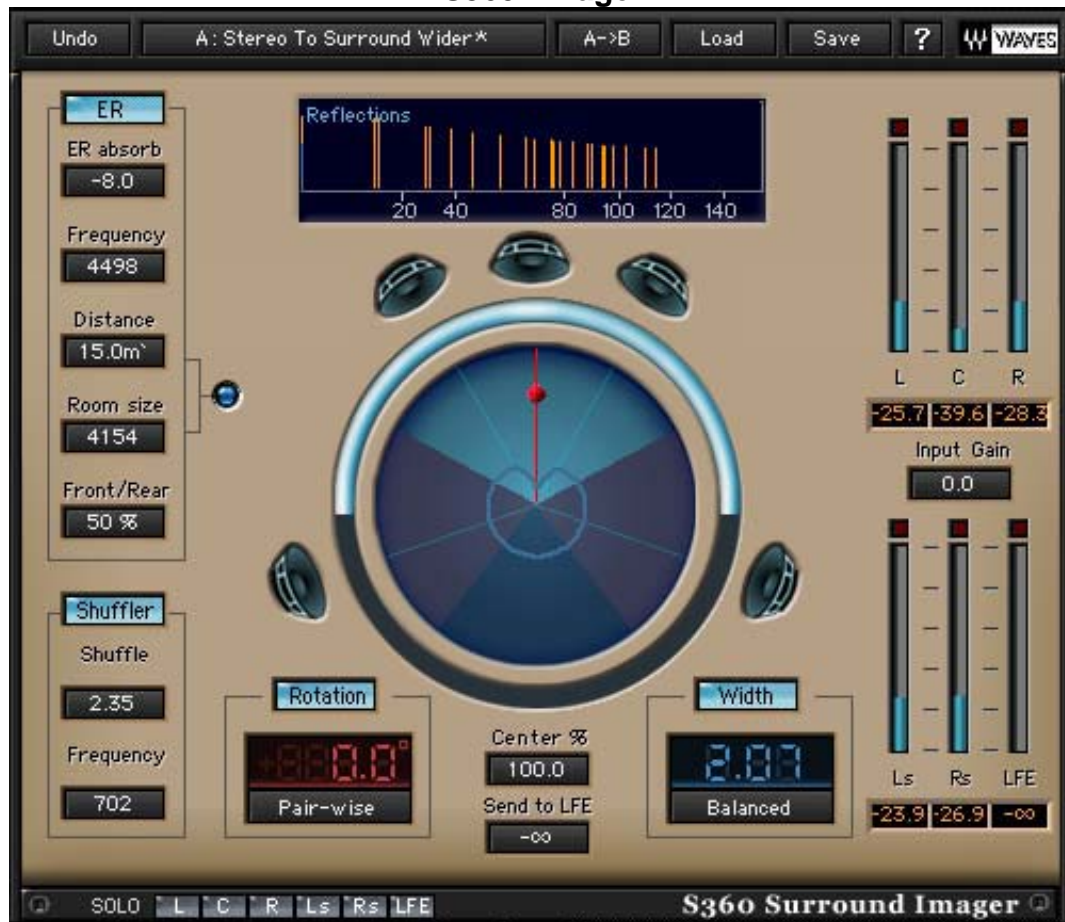 Undo
A: Stereo To Surround Wider*
A->B
Load
Save
?
WAVES
ER
ER absorb
-8.0
Frequency
4498
Distance
15.0m`
Room size
4154
Front/Rear
50 %
Reflections
20 40 80 100 120 140
L C R
-25.7 -39.6 -28.3
Input Gain
0.0
Shuffler
Shuffle
2.35
Frequency
702
Rotation
0.0°
Pair-wise
Center %
100.0
Send to LFE
-∞
Width
2.07
Balanced
Ls Rs LFE
-23.9 -26.9 -∞
SOLO L C R Ls Rs LFE
S360 Surround Imager